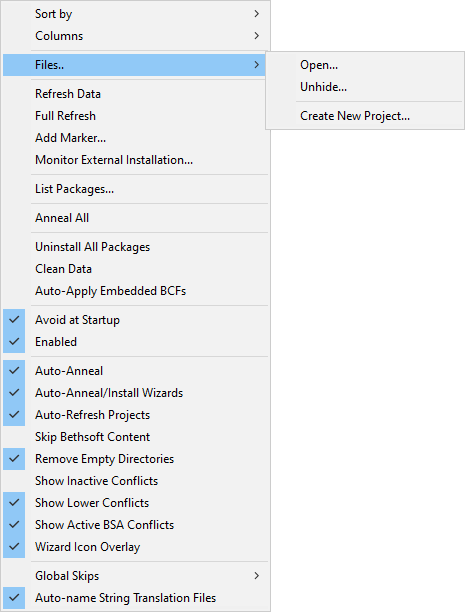 Sort by
Columns
Files..
Open...
Unhide...
Create New Project...
Refresh Data
Full Refresh
Add Marker...
Monitor External Installation...
List Packages...
Anneal All
Uninstall All Packages
Clean Data
Auto-Apply Embedded BCFs
Avoid at Startup
Enabled
Auto-Anneal
Auto-Anneal/Install Wizards
Auto-Refresh Projects
Skip Bethsoft Content
Remove Empty Directories
Show Inactive Conflicts
Show Lower Conflicts
Show Active BSA Conflicts
Wizard Icon Overlay
Global Skips
Auto-name String Translation Files